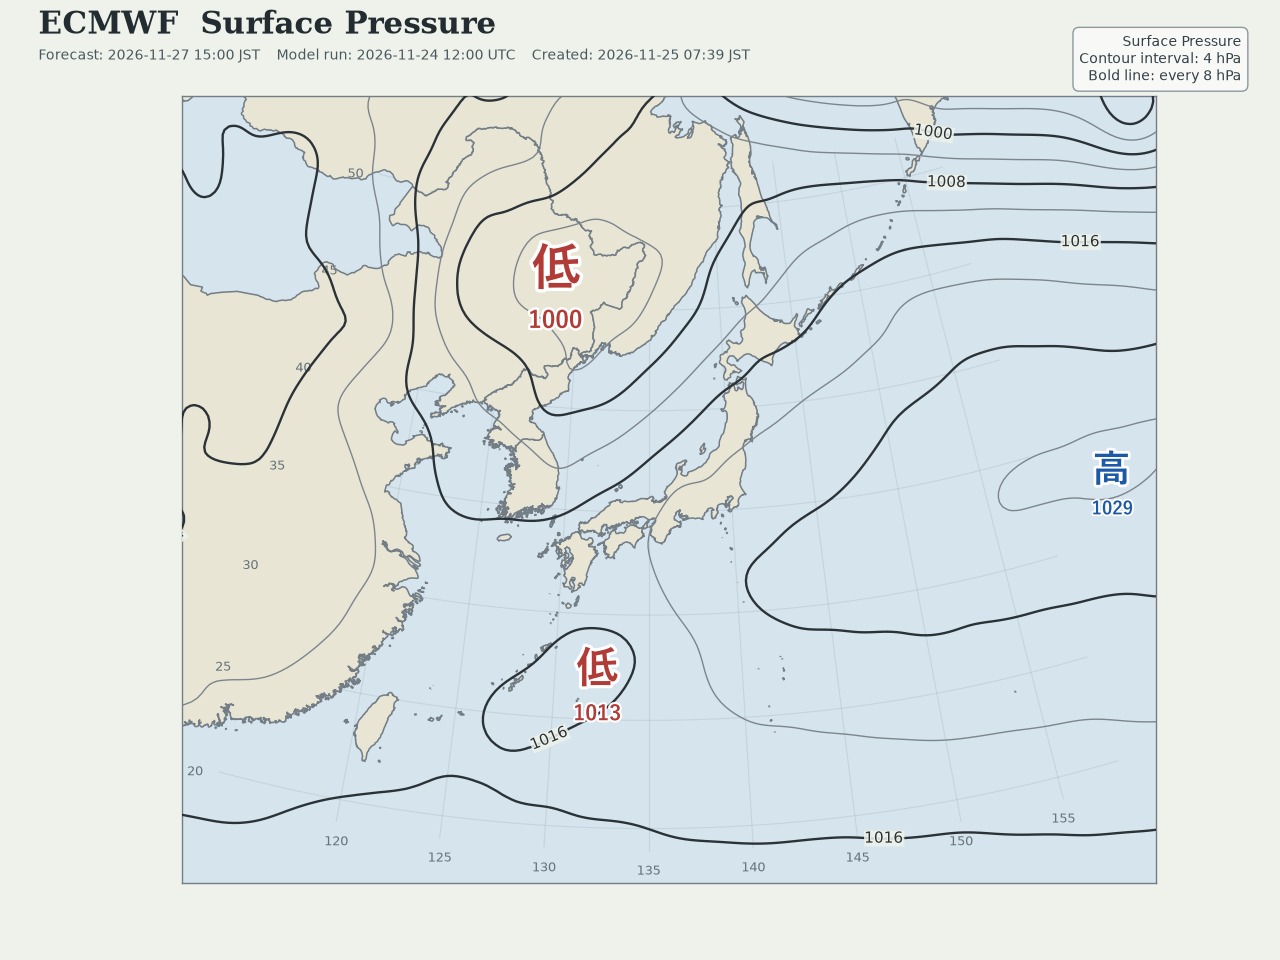 ECMWF  Surface Pressure
Forecast: 2026-11-27 15:00 JST    Model run: 2026-11-24 12:00 UTC    Created: 2026-11-25 07:39 JST
Surface Pressure
Contour interval: 4 hPa
Bold line: every 8 hPa
1000
50
1008
1016
低
45
1000
40
35
高
1029
30
25
低
1013
1016
20
155
1016
120
150
125
145
130
140
135